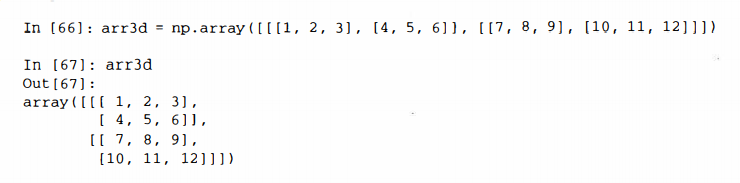 In [66]: arr3d = np.array([[[1, 2, 3], [4, 5, 6]], [[7, 8, 9], [10, 11, 12]]])
In [67]: arr3d
Out[67]:
array([[[ 1, 2, 3],
[ 4, 5, 6]],
[[ 7, 8, 9],
[10, 11, 12]]])